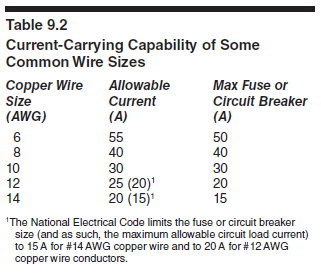 Table 9.2
Current-Carrying Capability of Some
Common Wire Sizes
Copper Wire Allowable Max Fuse or
Size Current Circuit Breaker
(AWG) (A) (A)
6 55 50
8 40 40
10 30 30
12 25 (20)¹ 20
14 20 (15)¹ 15
¹The National Electrical Code limits the fuse or circuit breaker
size (and as such, the maximum allowable circuit load current)
to 15 A for #14 AWG copper wire and to 20 A for #12 AWG
copper wire conductors.